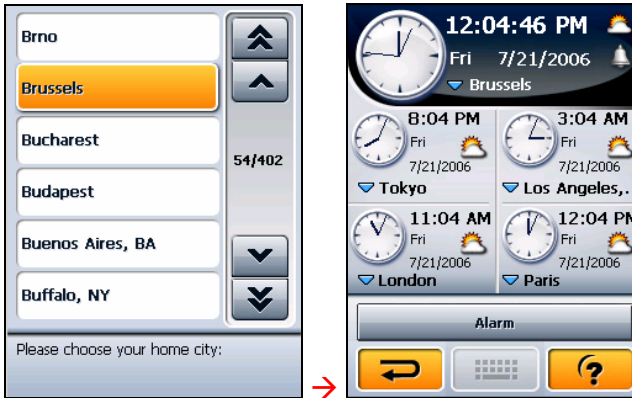 Brno
Brussels
Bucharest
Budapest
Buenos Aires, BA
Buffalo, NY
54/402
Please choose your home city:
→
12:04:46 PM
Fri 7/21/2006
Brussels
8:04 PM
Fri
7/21/2006
Tokyo
3:04 AM
Fri
7/21/2006
Los Angeles,.
11:04 AM
Fri
7/21/2006
London
12:04 PM
Fri
7/21/2006
Paris
Alarm
?